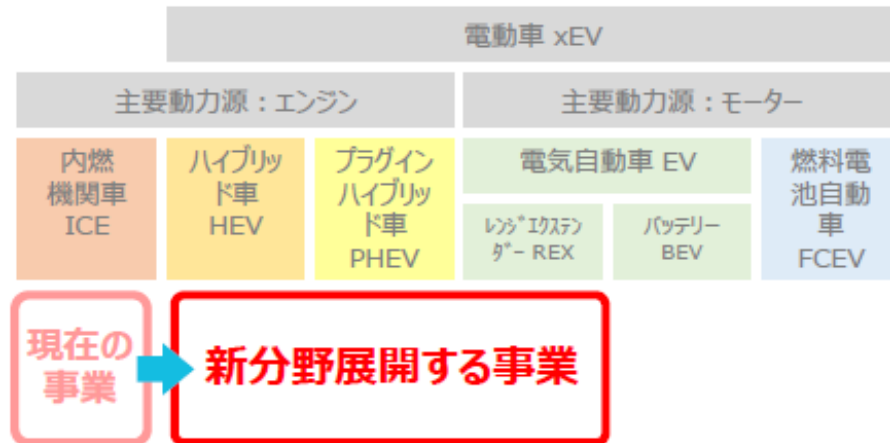 電動車 xEV
主要動力源：エンジン
主要動力源：モーター
内燃
機関車
ICE
ハイブリッ
ド車
HEV
プラグイン
ハイブリッ
ド車
PHEV
電気自動車 EV
ﾚﾝｼﾞｴｸｽﾃﾝ
ﾀﾞｰ REX
ﾊﾞｯﾃﾘｰ
BEV
燃料電
池自動
車
FCEV
現在の
事業
新分野展開する事業